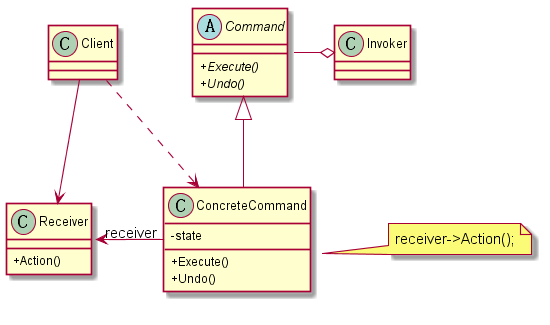 A Command
+Execute()
+Undo()
C Invoker
C Client
C Receiver
+Action()
receiver
C ConcreteCommand
-state
+Execute()
+Undo()
receiver->Action();